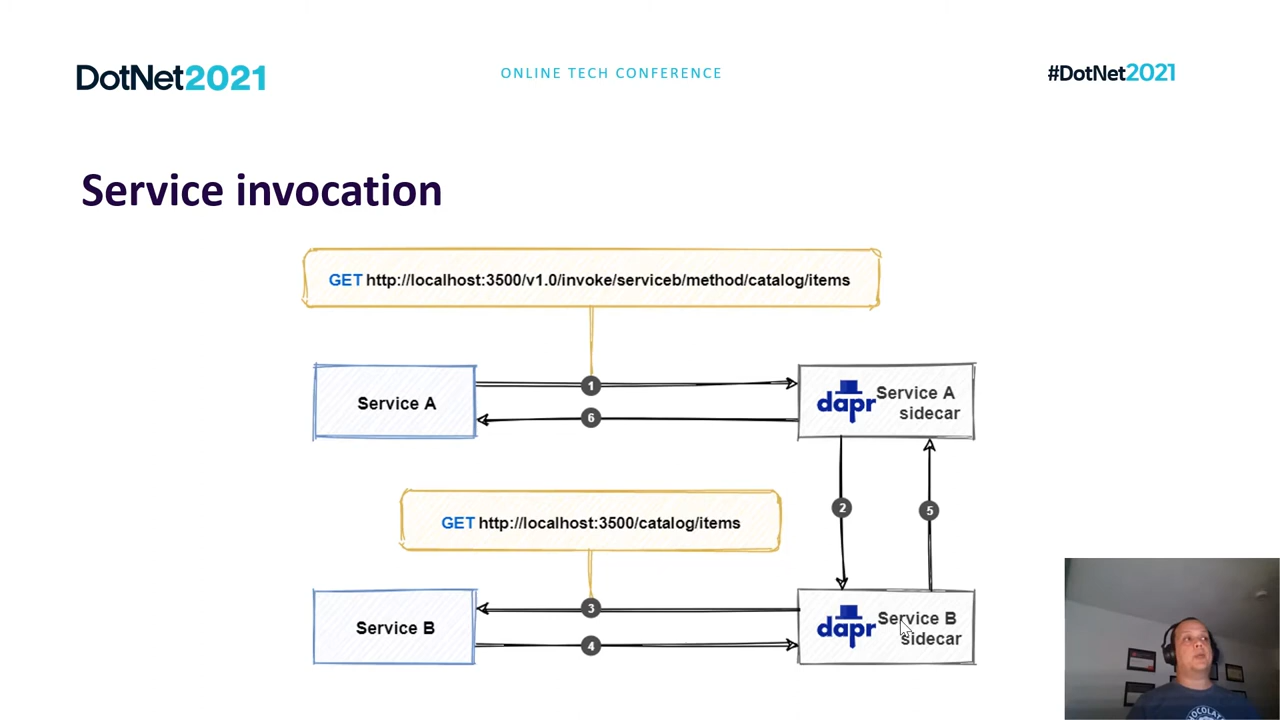 DotNet2021
ONLINE TECH CONFERENCE
#DotNet2021
Service invocation
GET http://localhost:3500/v1.0/invoke/serviceb/method/catalog/items
Service A
1
6
dapr
Service A
sidecar
2
5
GET http://localhost:3500/catalog/items
Service B
3
4
dapr
Service B
sidecar
CHOCOLAT